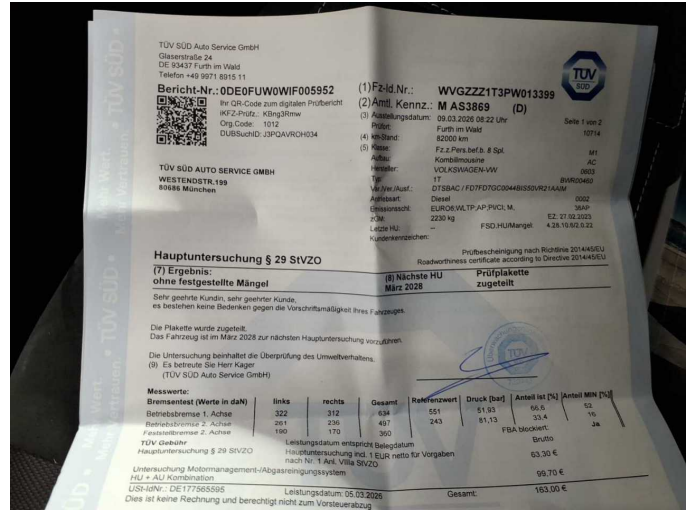 TÜV SÜD Auto Service GmbH
Glaserstraße 24
DE 93437 Furth im Wald
Telefon +49 9971 8915 11
Bericht-Nr.: 0DE0FUW0WIF005952
Ihr QR-Code zum digitalen Prüfbericht
iKFZ-Prüfz.: KBng3Rmw
Org.Code: 1012
DUBSuchID: J3PQAVROH034
TÜV SÜD AUTO SERVICE GMBH
WESTENDSTR.199
80686 München
TÜV
SÜD
(1) Fz-Id.Nr.: WVGZZZ1T3PW013399
(2) Amtl. Kennz.: M AS3869 (D)
(3) Ausstellungsdatum: 09.03.2026 08:22 Uhr Seite 1 von 2
Prüfort: Furth im Wald 10714
(4) km-Stand: 82000 km
(5) Klasse: Fz.z.Pers.bef.b. 8 Spl. M1
Aufbau: Kombilimousine AC
Hersteller: VOLKSWAGEN-VW 0603
Typ: 1T BWR00460
Var./Ver./Ausf.:
Antriebsart: Diesel 0002
Emissionsschl: EURO6;WLTP;AP;PI/CI; M, 36AP
zGM: 2230 kg EZ: 27.02.2023
Letzte HU: -- FSD.HU/Mangel: 4.28.10.6/2.0.22
Kundenkennzeichen:
Prüfbescheinigung nach Richtlinie 2014/45/EU
Roadworthiness certificate according to Directive 2014/45/EU
Hauptuntersuchung § 29 StVZO
(7) Ergebnis:
ohne festgestellte Mängel
(8) Nächste HU
März 2028
Prüfplakette
zugeteilt
Sehr geehrte Kundin, sehr geehrter Kunde,
es bestehen keine Bedenken gegen die Vorschriftsmäßigkeit Ihres Fahrzeuges.
Die Plakette wurde zugeteilt.
Das Fahrzeug ist im März 2028 zur nächsten Hauptuntersuchung vorzuführen.
Die Untersuchung beinhaltet die Überprüfung des Umweltverhaltens.
(9) Es betreute Sie Herr Kager
(TÜV SÜD Auto Service GmbH)
TÜV
Messwerte:
Bremsentest (Werte in daN) links rechts Gesamt Referenzwert Druck [bar] Anteil ist [%] Anteil MIN [%]
Betriebsbremse 1. Achse 322 312 634 551 51,93 66,6 52
Betriebsbremse 2. Achse 261 236 497 243 81,13 33,4 16
Feststellbremse 2. Achse 190 170 360 FBA blockiert: Ja
TÜV Gebühr Leistungsdatum entspricht Belegdatum Brutto
Hauptuntersuchung § 29 StVZO Hauptuntersuchung incl. 1 EUR netto für Vorgaben 63,30 €
nach Nr. 1 Anl. VIIIa StVZO
Untersuchung Motormanagement-/Abgasreinigungssystem 99,70 €
HU + AU Kombination
USt-IdNr.: DE177565595 Leistungsdatum: 05.03.2026 Gesamt: 163,00 €
Dies ist keine Rechnung und berechtigt nicht zum Vorsteuerabzug